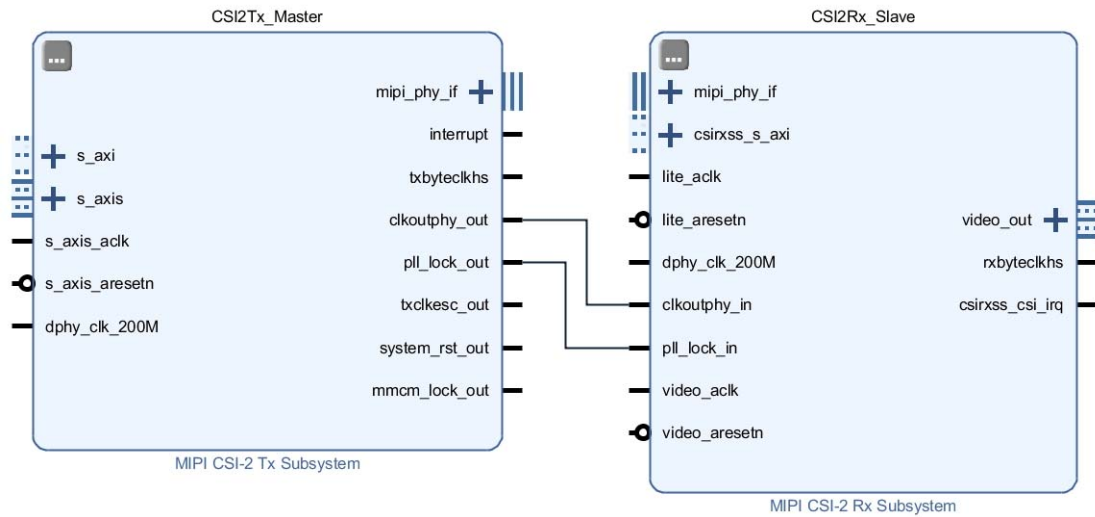 CSI2Tx_Master
...
s_axi
s_axis
s_axis_aclk
s_axis_aresetn
dphy_clk_200M
mipi_phy_if
interrupt
txbyteclkhs
clkoutphy_out
pll_lock_out
txclkesc_out
system_rst_out
mmcm_lock_out
MIPI CSI-2 Tx Subsystem
CSI2Rx_Slave
...
mipi_phy_if
csirxss_s_axi
lite_aclk
lite_aresetn
dphy_clk_200M
clkoutphy_in
pll_lock_in
video_aclk
video_aresetn
video_out
rxbyteclkhs
csirxss_csi_irq
MIPI CSI-2 Rx Subsystem